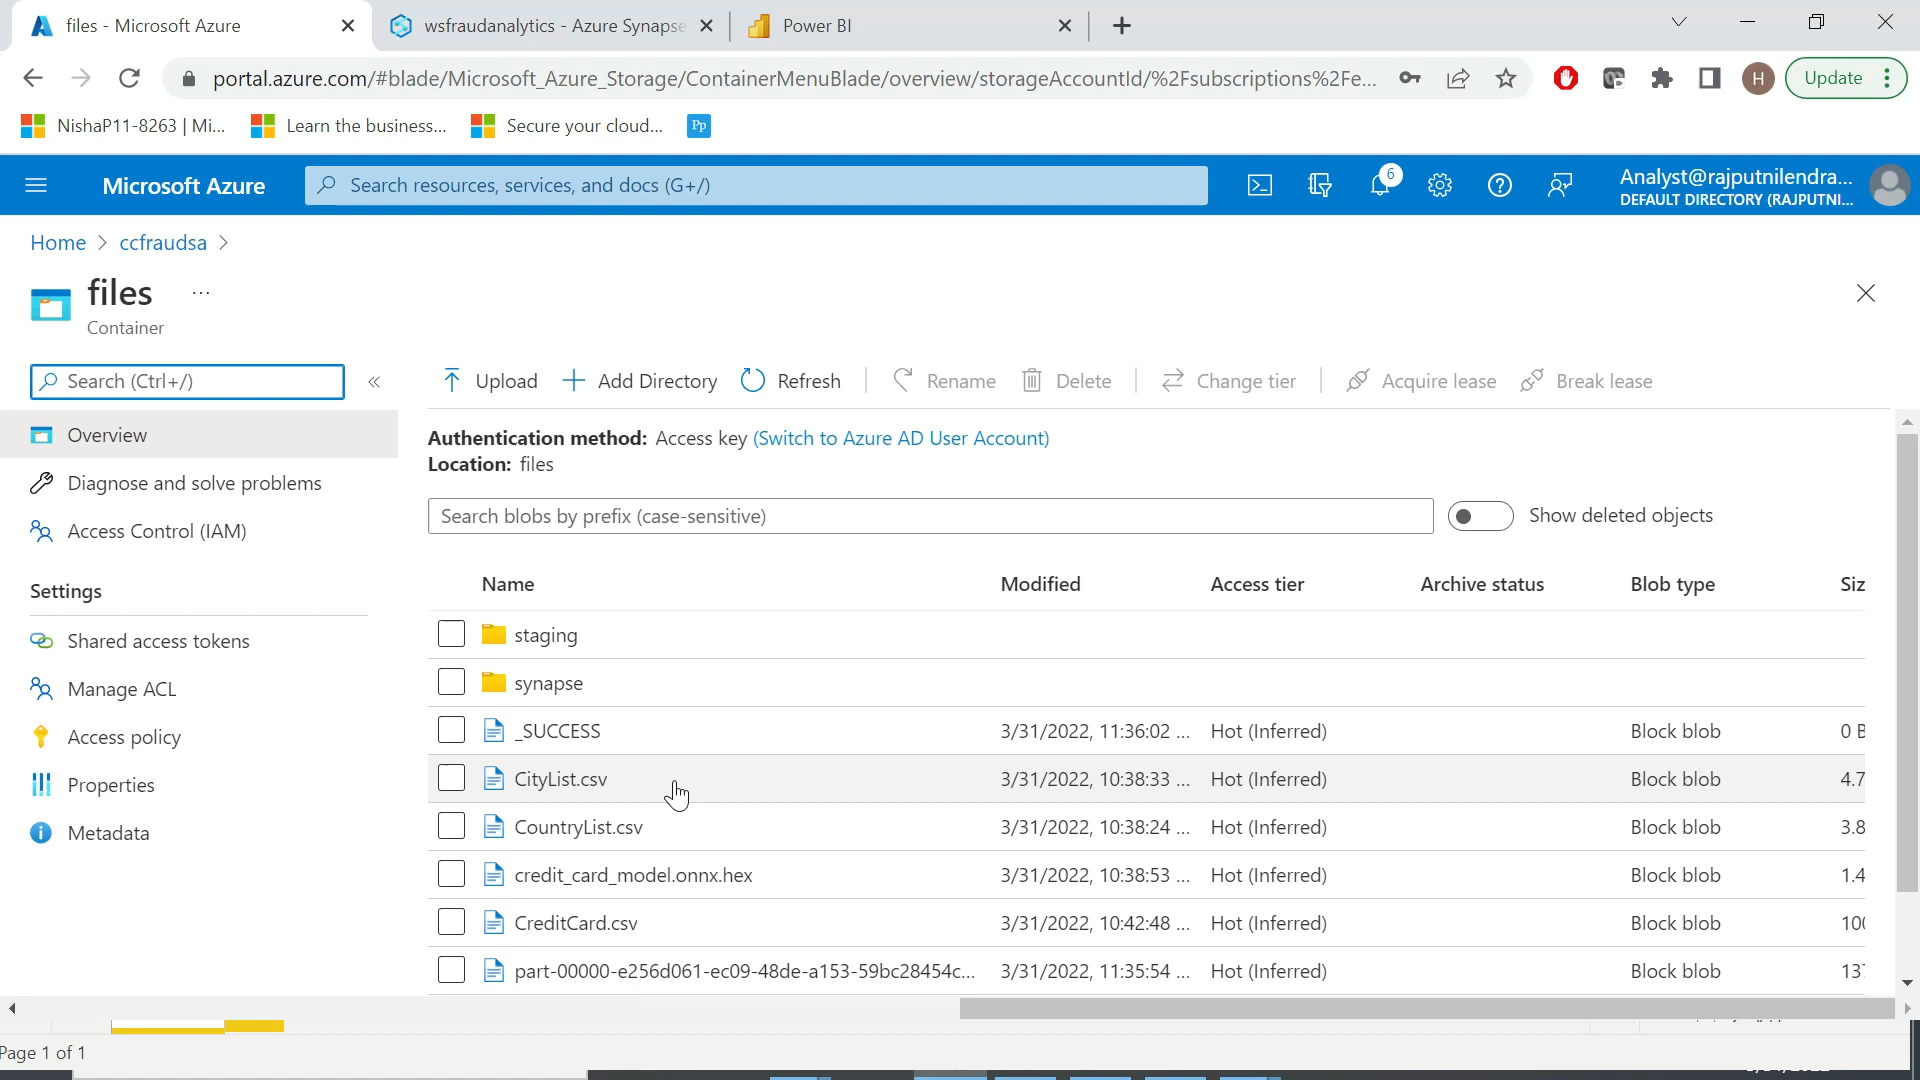 files - Microsoft Azure
wsfraudanalytics - Azure Synapse
Power BI
portal.azure.com/#blade/Microsoft_Azure_Storage/ContainerMenuBlade/overview/storageAccountId/%2Fsubscriptions%2Fe...
H
Update
NishaP11-8263 | Mi...
Learn the business...
Secure your cloud...
Pp
Microsoft Azure
Search resources, services, and docs (G+/)
6
Analyst@rajputnilendra...
DEFAULT DIRECTORY (RAJPUTNI...
Home > ccfraudsa >
files ...
Container
Search (Ctrl+/)
Overview
Diagnose and solve problems
Access Control (IAM)
Settings
Shared access tokens
Manage ACL
Access policy
Properties
Metadata
Upload
Add Directory
Refresh
Rename
Delete
Change tier
Acquire lease
Break lease
Authentication method: Access key (Switch to Azure AD User Account)
Location: files
Search blobs by prefix (case-sensitive)
Show deleted objects
Name Modified Access tier Archive status Blob type Siz
staging
synapse
_SUCCESS 3/31/2022, 11:36:02 ... Hot (Inferred) Block blob 0 B
CityList.csv 3/31/2022, 10:38:33 ... Hot (Inferred) Block blob 4.7
CountryList.csv 3/31/2022, 10:38:24 ... Hot (Inferred) Block blob 3.8
credit_card_model.onnx.hex 3/31/2022, 10:38:53 ... Hot (Inferred) Block blob 1.4
CreditCard.csv 3/31/2022, 10:42:48 ... Hot (Inferred) Block blob 100
part-00000-e256d061-ec09-48de-a153-59bc28454c... 3/31/2022, 11:35:54 ... Hot (Inferred) Block blob 137
Page 1 of 1